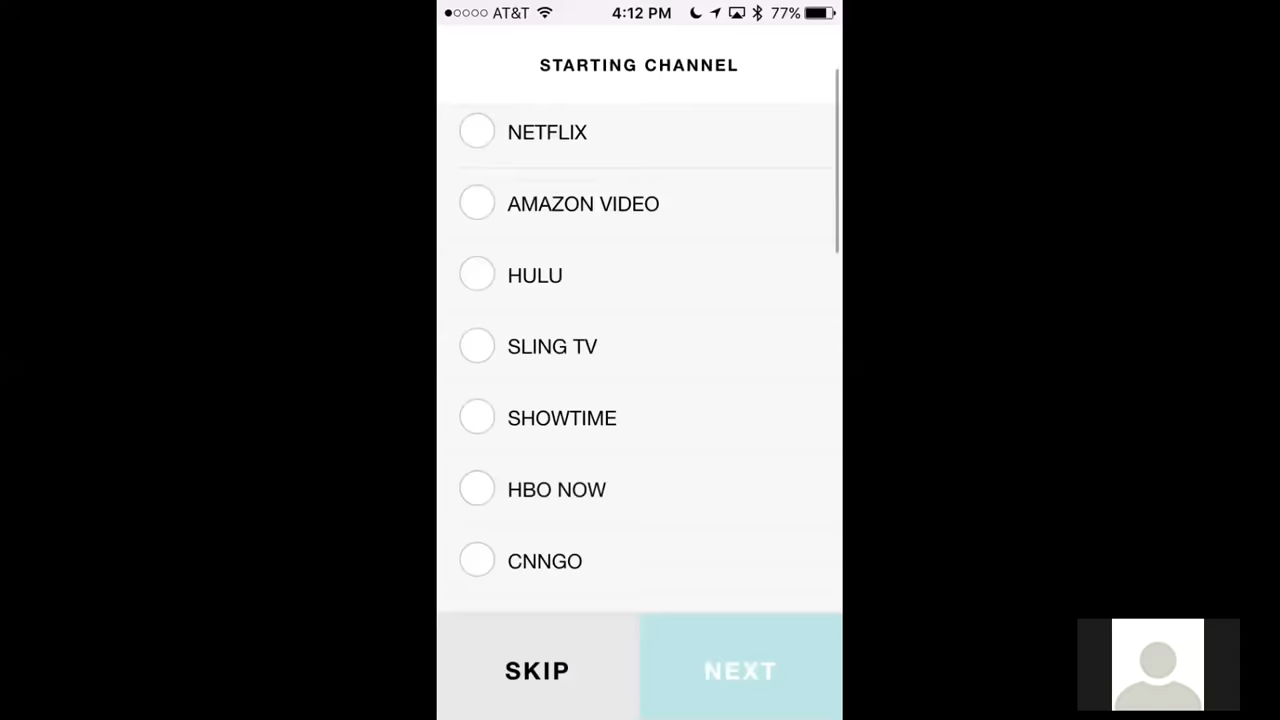 AT&T 4:12 PM 77%
STARTING CHANNEL
NETFLIX
AMAZON VIDEO
HULU
SLING TV
SHOWTIME
HBO NOW
CNNGO
SKIP NEXT